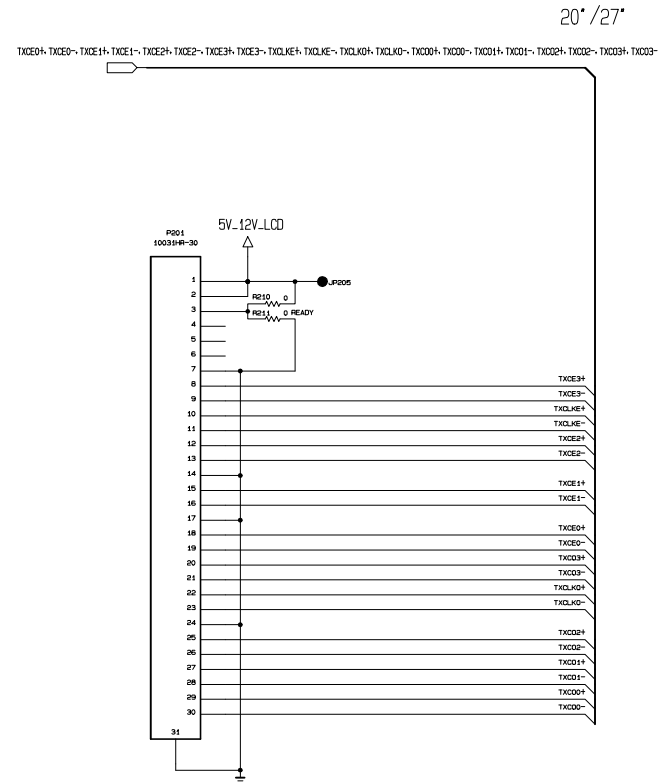 20"/27"
TXCE0+, TXCE0-, TXCE1+, TXCE1-, TXCE2+, TXCE2-, TXCE3+, TXCE3-, TXCLKE+, TXCLKE-, TXCLKO+, TXCLKO-, TXCO0+, TXCO0-, TXCO1+, TXCO1-, TXCO2+, TXCO2-, TXCO3+, TXCO3-
5V_12V_LCD
P201
10031HR-30
1
JP205
2
R210 0
3
R211 0 READY
4
5
6
7
TXCE3+
8
TXCE3-
9
TXCLKE+
10
TXCLKE-
11
TXCE2+
12
TXCE2-
13
14
TXCE1+
15
TXCE1-
16
17
TXCE0+
18
TXCE0-
19
TXCO3+
20
TXCO3-
21
TXCLKO+
22
TXCLKO-
23
24
TXCO2+
25
TXCO2-
26
TXCO1+
27
TXCO1-
28
TXCO0+
29
TXCO0-
30
31